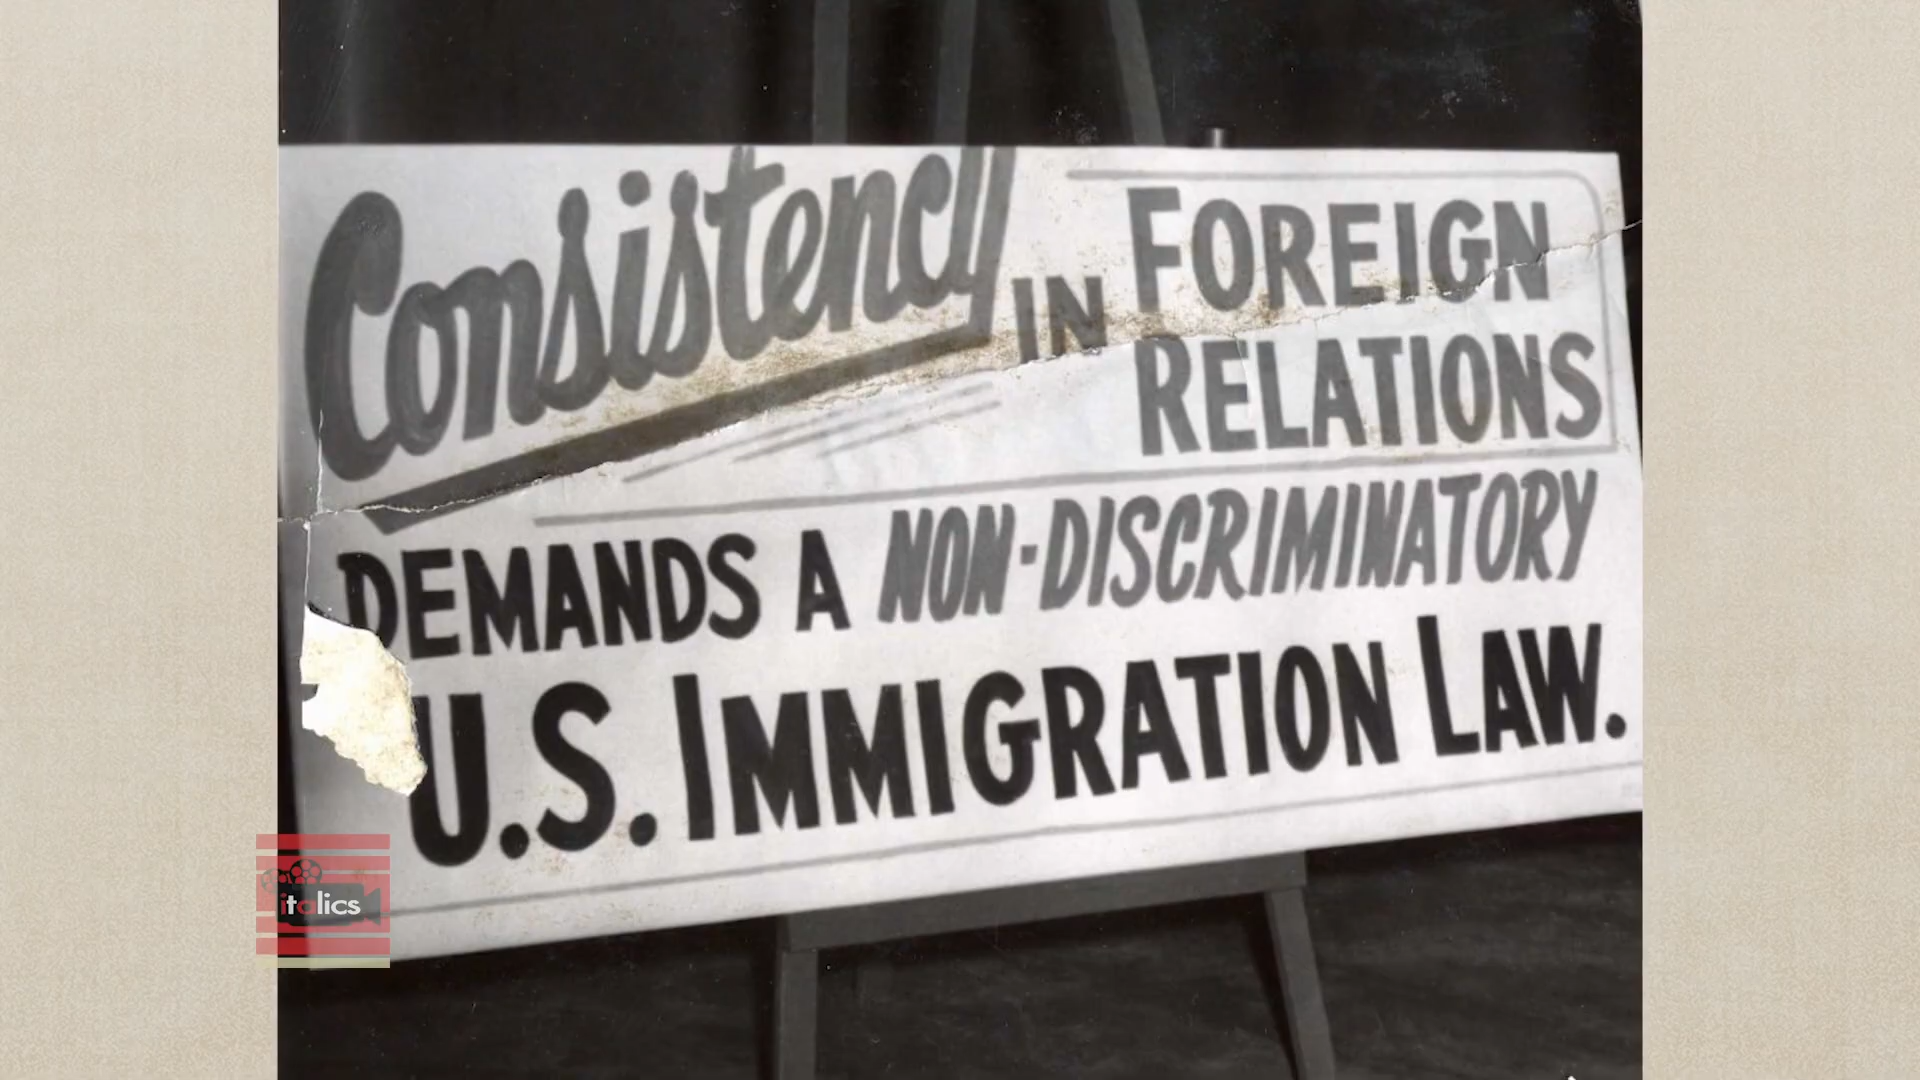 Consistency IN FOREIGN
RELATIONS
DEMANDS A NON-DISCRIMINATORY
U.S. IMMIGRATION LAW.
italics